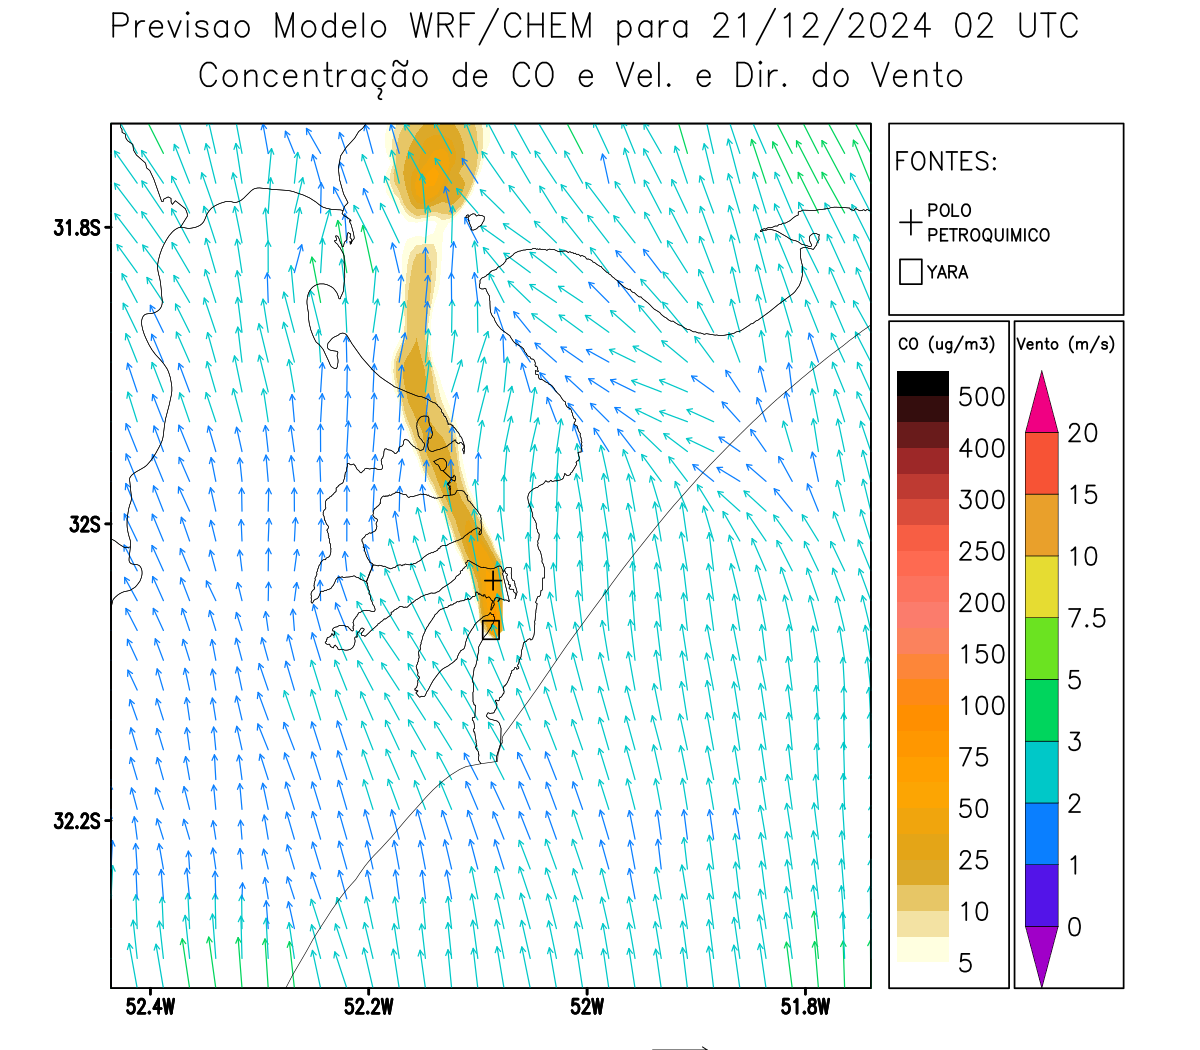 Previsao Modelo WRF/CHEM para 21/12/2024 02 UTC
Concentração de CO e Vel. e Dir. do Vento
FONTES:
POLO
PETROQUIMICO
YARA
CO (ug/m3)
500
400
300
250
200
150
100
75
50
25
10
5
Vento (m/s)
20
15
10
7.5
5
3
2
1
0
31.8S
32S
32.2S
52.4W
52.2W
52W
51.8W